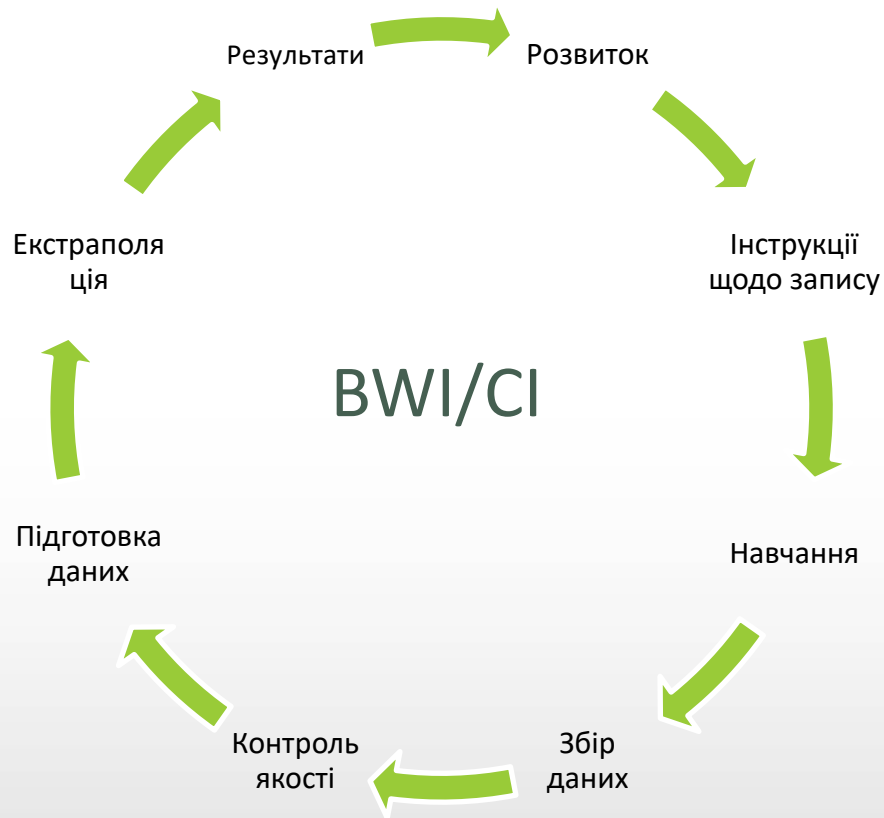 Результати
Розвиток
Екстраполя
ція
Інструкції
щодо запису
BWI/CI
Підготовка
даних
Навчання
Контроль
якості
Збір
даних